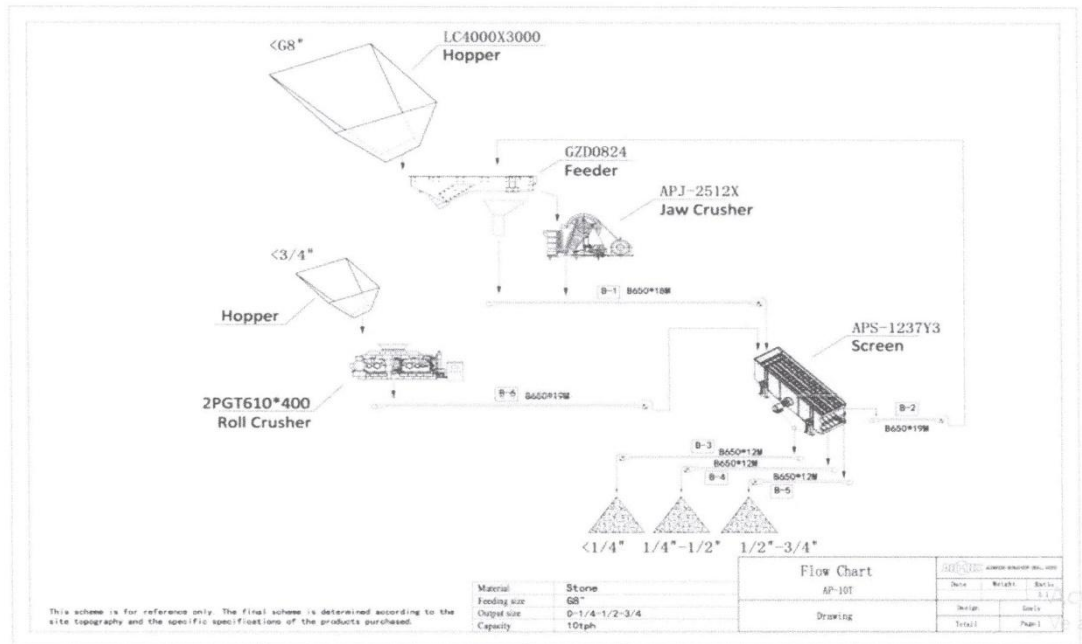 <G8"
LC4000X3000
Hopper
GZD0824
Feeder
APJ-2512X
Jaw Crusher
<3/4"
Hopper
B-1 B650*18M
APS-1237Y3
Screen
2PGT610*400
Roll Crusher
B-6 B650*19M
B-2
B650*19M
B-3 B650*12M
B650*12M
B-4
B650*12M
B-5
<1/4" 1/4"-1/2" 1/2"-3/4"
Flow Chart
AP-10T
Drawing
Date Weight
Design
Total1 Page1
Material Stone
Feeding size G8"
Output size 0-1/4-1/2-3/4
Capacity 10tph
This scheme is for reference only. The final scheme is determined according to the
site topography and the specific specifications of the products purchased.